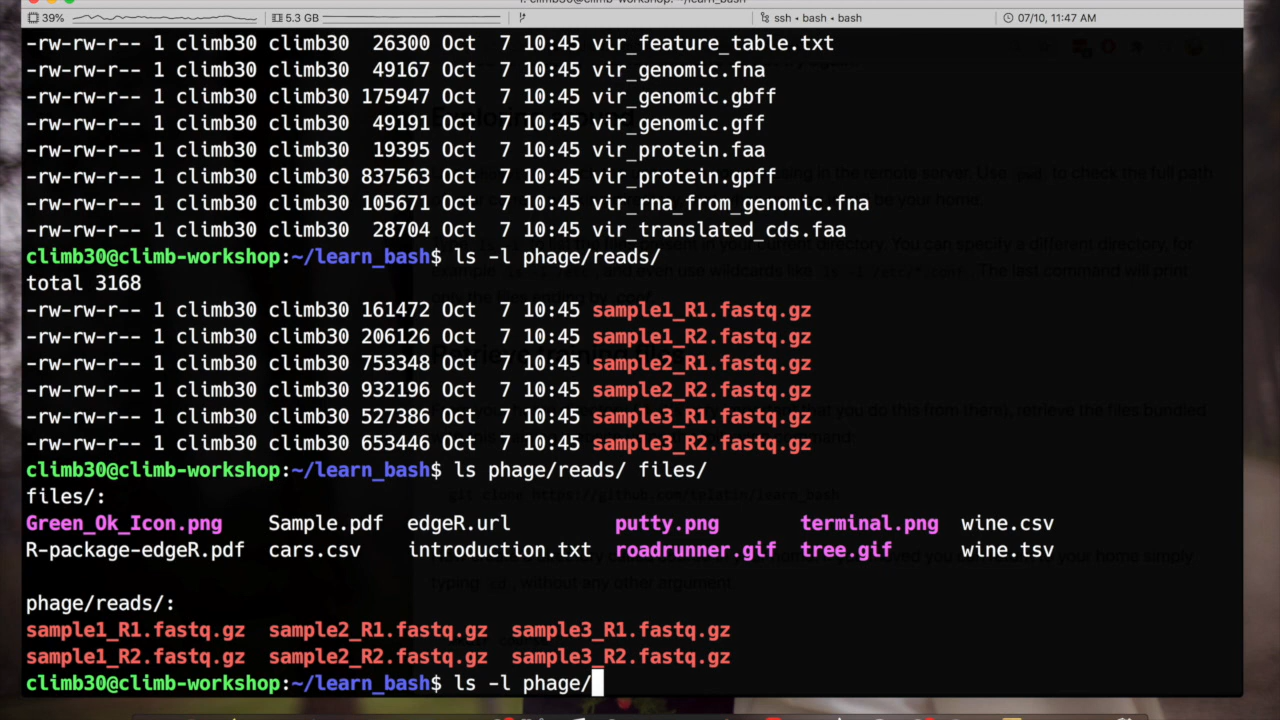 1. climb30@climb-workshop: ~/learn_bash
39% 5.3 GB ssh • bash • bash 07/10, 11:47 AM
-rw-rw-r-- 1 climb30 climb30 26300 Oct 7 10:45 vir_feature_table.txt
-rw-rw-r-- 1 climb30 climb30 49167 Oct 7 10:45 vir_genomic.fna
-rw-rw-r-- 1 climb30 climb30 175947 Oct 7 10:45 vir_genomic.gbff
-rw-rw-r-- 1 climb30 climb30 49191 Oct 7 10:45 vir_genomic.gff
-rw-rw-r-- 1 climb30 climb30 19395 Oct 7 10:45 vir_protein.faa
-rw-rw-r-- 1 climb30 climb30 837563 Oct 7 10:45 vir_protein.gpff
-rw-rw-r-- 1 climb30 climb30 105671 Oct 7 10:45 vir_rna_from_genomic.fna
-rw-rw-r-- 1 climb30 climb30 28704 Oct 7 10:45 vir_translated_cds.faa
climb30@climb-workshop:~/learn_bash$ ls -l phage/reads/
total 3168
-rw-rw-r-- 1 climb30 climb30 161472 Oct 7 10:45 sample1_R1.fastq.gz
-rw-rw-r-- 1 climb30 climb30 206126 Oct 7 10:45 sample1_R2.fastq.gz
-rw-rw-r-- 1 climb30 climb30 753348 Oct 7 10:45 sample2_R1.fastq.gz
-rw-rw-r-- 1 climb30 climb30 932196 Oct 7 10:45 sample2_R2.fastq.gz
-rw-rw-r-- 1 climb30 climb30 527386 Oct 7 10:45 sample3_R1.fastq.gz
-rw-rw-r-- 1 climb30 climb30 653446 Oct 7 10:45 sample3_R2.fastq.gz
climb30@climb-workshop:~/learn_bash$ ls phage/reads/ files/
files/:
Green_Ok_Icon.png Sample.pdf edgeR.url putty.png terminal.png wine.csv
R-package-edgeR.pdf cars.csv introduction.txt roadrunner.gif tree.gif wine.tsv
phage/reads/:
sample1_R1.fastq.gz sample2_R1.fastq.gz sample3_R1.fastq.gz
sample1_R2.fastq.gz sample2_R2.fastq.gz sample3_R2.fastq.gz
climb30@climb-workshop:~/learn_bash$ ls -l phage/